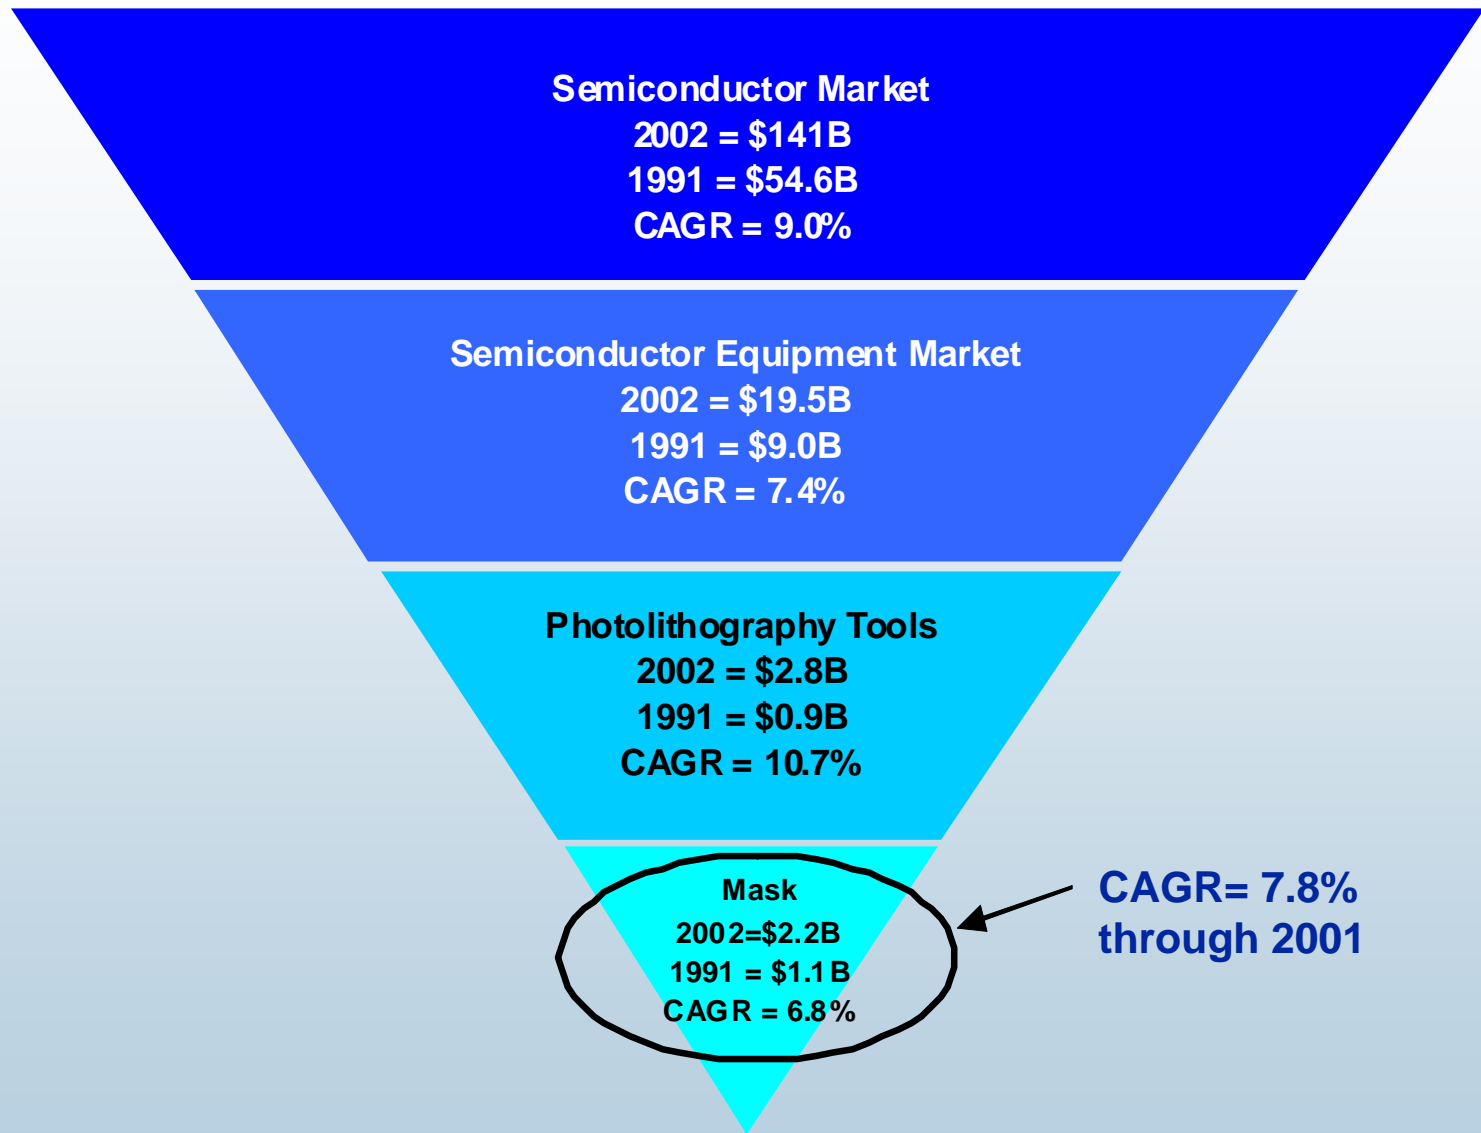 Semiconductor Market
2002 = $141B
1991 = $54.6B
CAGR = 9.0%
Semiconductor Equipment Market
2002 = $19.5B
1991 = $9.0B
CAGR = 7.4%
Photolithography Tools
2002 = $2.8B
1991 = $0.9B
CAGR = 10.7%
Mask
2002=$2.2B
1991 = $1.1B
CAGR = 6.8%
CAGR= 7.8%
through 2001